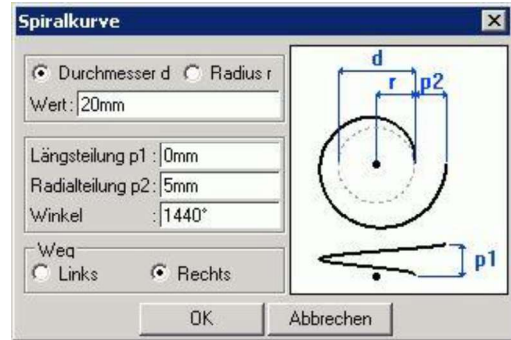 Spiralkurve
Durchmesser d Radius r
Wert: 20mm
Längsteilung p1 : 0mm
Radialteilung p2: 5mm
Winkel : 1440°
Weg
Links Rechts
d
r p2
p1
OK Abbrechen